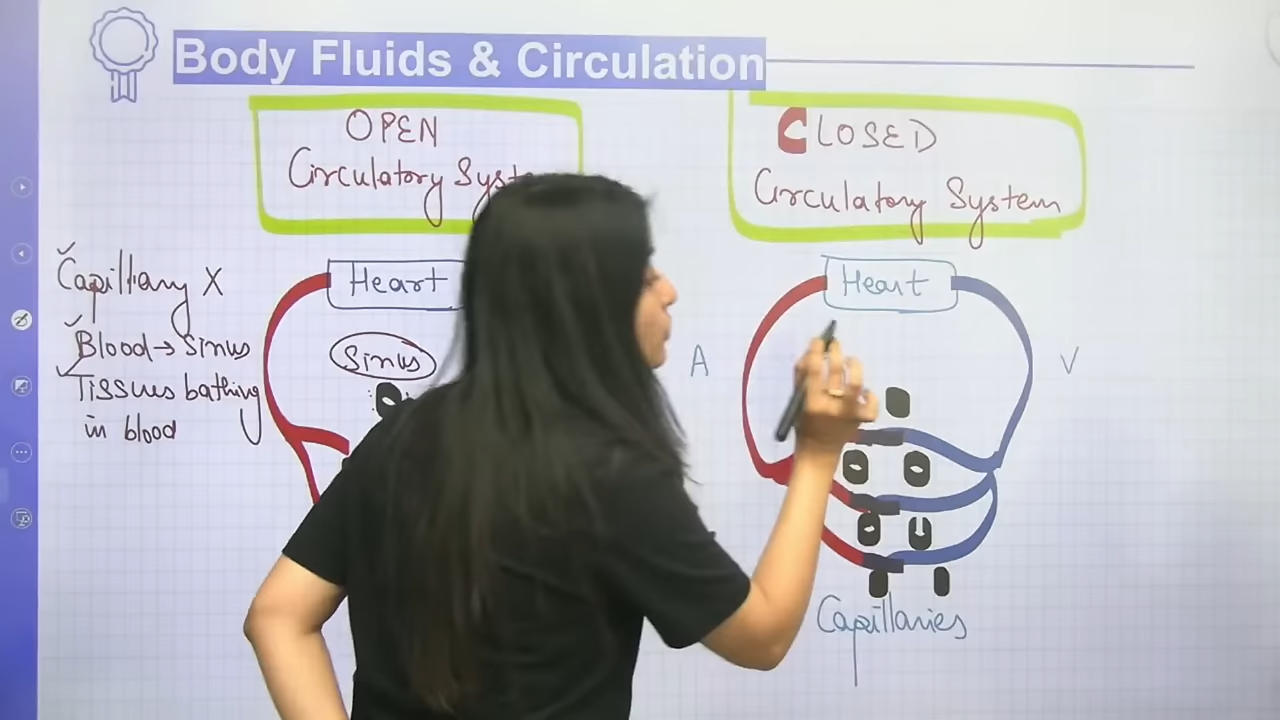 Body Fluids & Circulation
OPEN
Circulatory Sys
CLOSED
Circulatory System
Capillary X
Blood → Sinus
Tissues bathing
in blood
Heart
Sinus
Heart
A
V
Capillaries